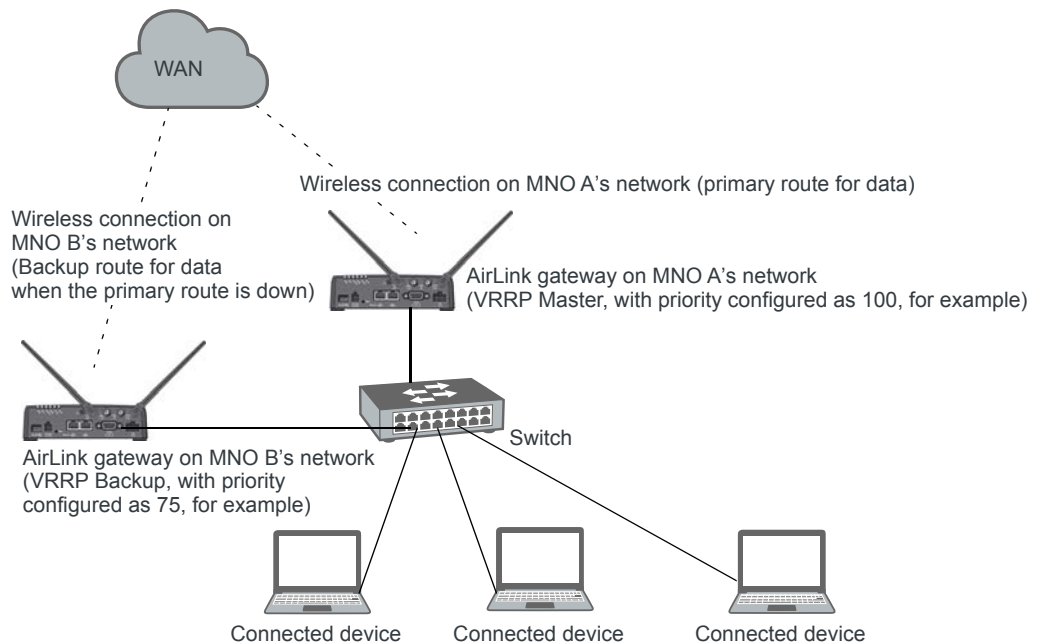 WAN
Wireless connection on MNO A's network (primary route for data)
Wireless connection on
MNO B's network
(Backup route for data
when the primary route is down)
AirLink gateway on MNO A's network
(VRRP Master, with priority configured as 100, for example)
Switch
AirLink gateway on MNO B's network
(VRRP Backup, with priority
configured as 75, for example)
Connected device
Connected device
Connected device